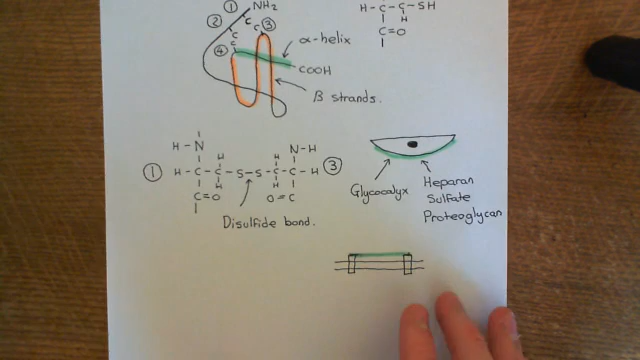 ① NH₂
② C C ③
C C
④ C
α-helix
COOH
β strands.
H-C-C-SH
H
C=O
H-N N-H
H H
① H-C-C-S-S-C-C-H ③
H H
C=O O=C
Disulfide bond.
Glycocalyx
Heparan
Sulfate
Proteoglycan